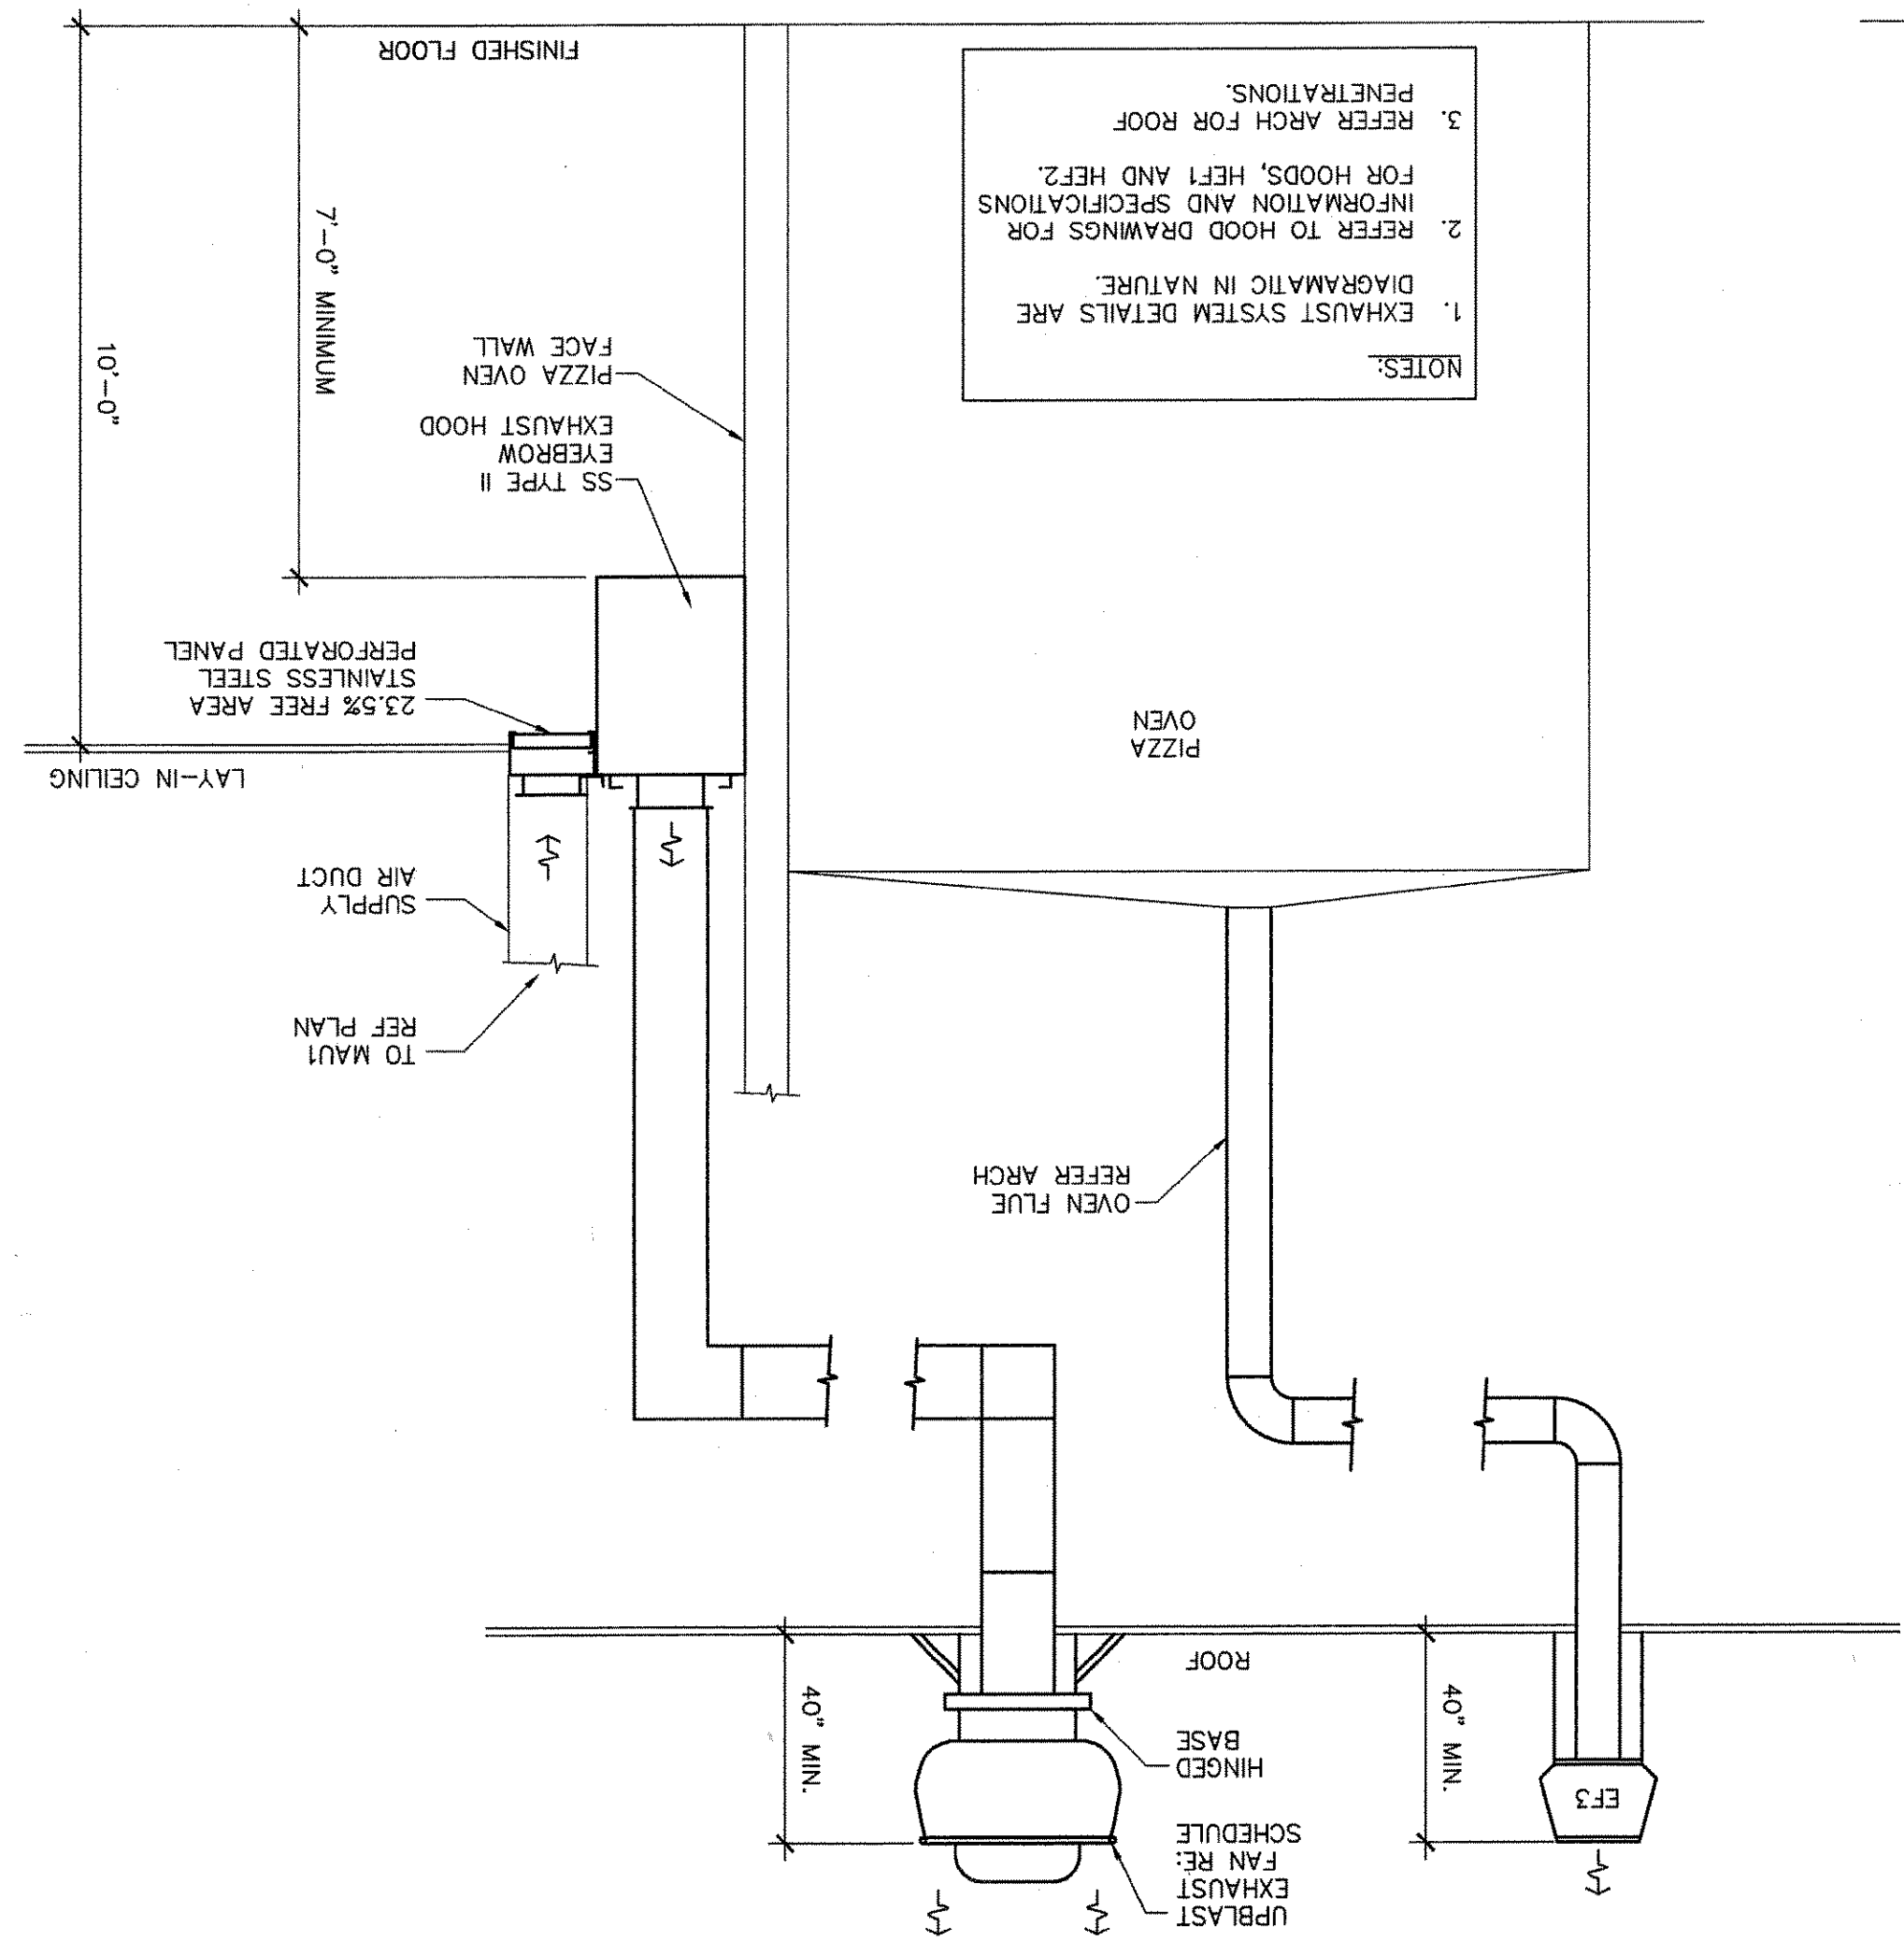 UPBLAST
EXHAUST
FAN RE:
SCHEDULE
EF3
HINGED
BASE
40" MIN.
40" MIN.
ROOF
OVEN FLUE
REFER ARCH
TO MAU1
REF PLAN
SUPPLY
AIR DUCT
LAY-IN CEILING
PIZZA
OVEN
23.5% FREE AREA
STAINLESS STEEL
PERFORATED PANEL
SS TYPE II
EYEBROW
EXHAUST HOOD
PIZZA OVEN
FACE WALL
7'-0" MINIMUM
10'-0"
NOTES:
1. EXHAUST SYSTEM DETAILS ARE
DIAGRAMATIC IN NATURE.
2. REFER TO HOOD DRAWINGS FOR
INFORMATION AND SPECIFICATIONS
FOR HOODS, HEF1 AND HEF2.
3. REFER ARCH FOR ROOF
PENETRATIONS.
FINISHED FLOOR